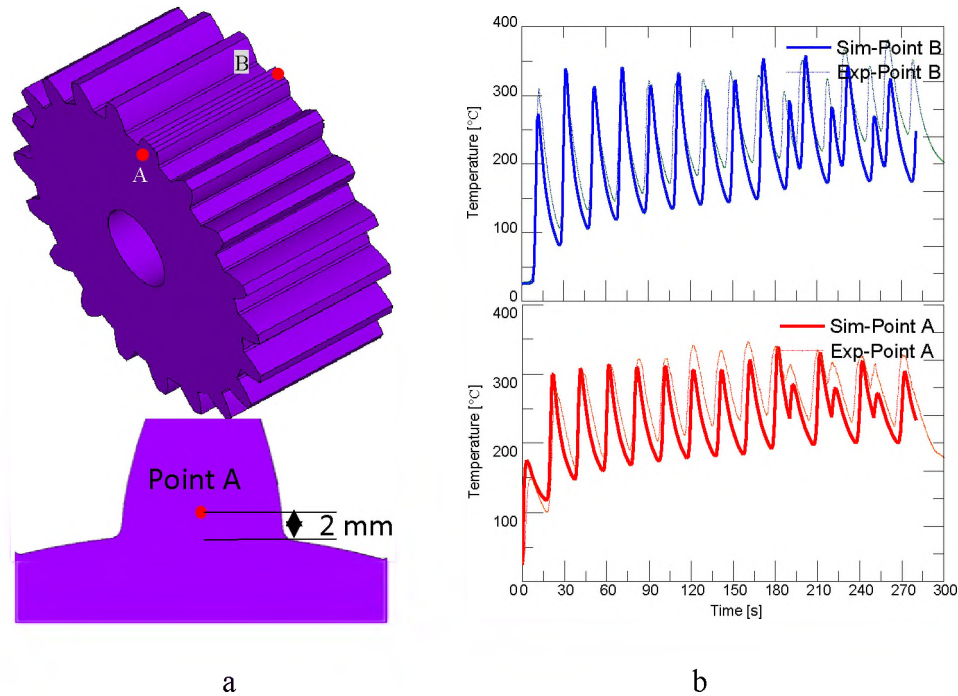 B
A
Point A
2 mm
a
400
300
200
100
0
Temperature [°C]
Sim-Point B
Exp-Point B
400
300
200
100
0
Temperature [°C]
Sim-Point A
Exp-Point A
0 30 60 90 120 150 180 210 240 270 300
Time [s]
b